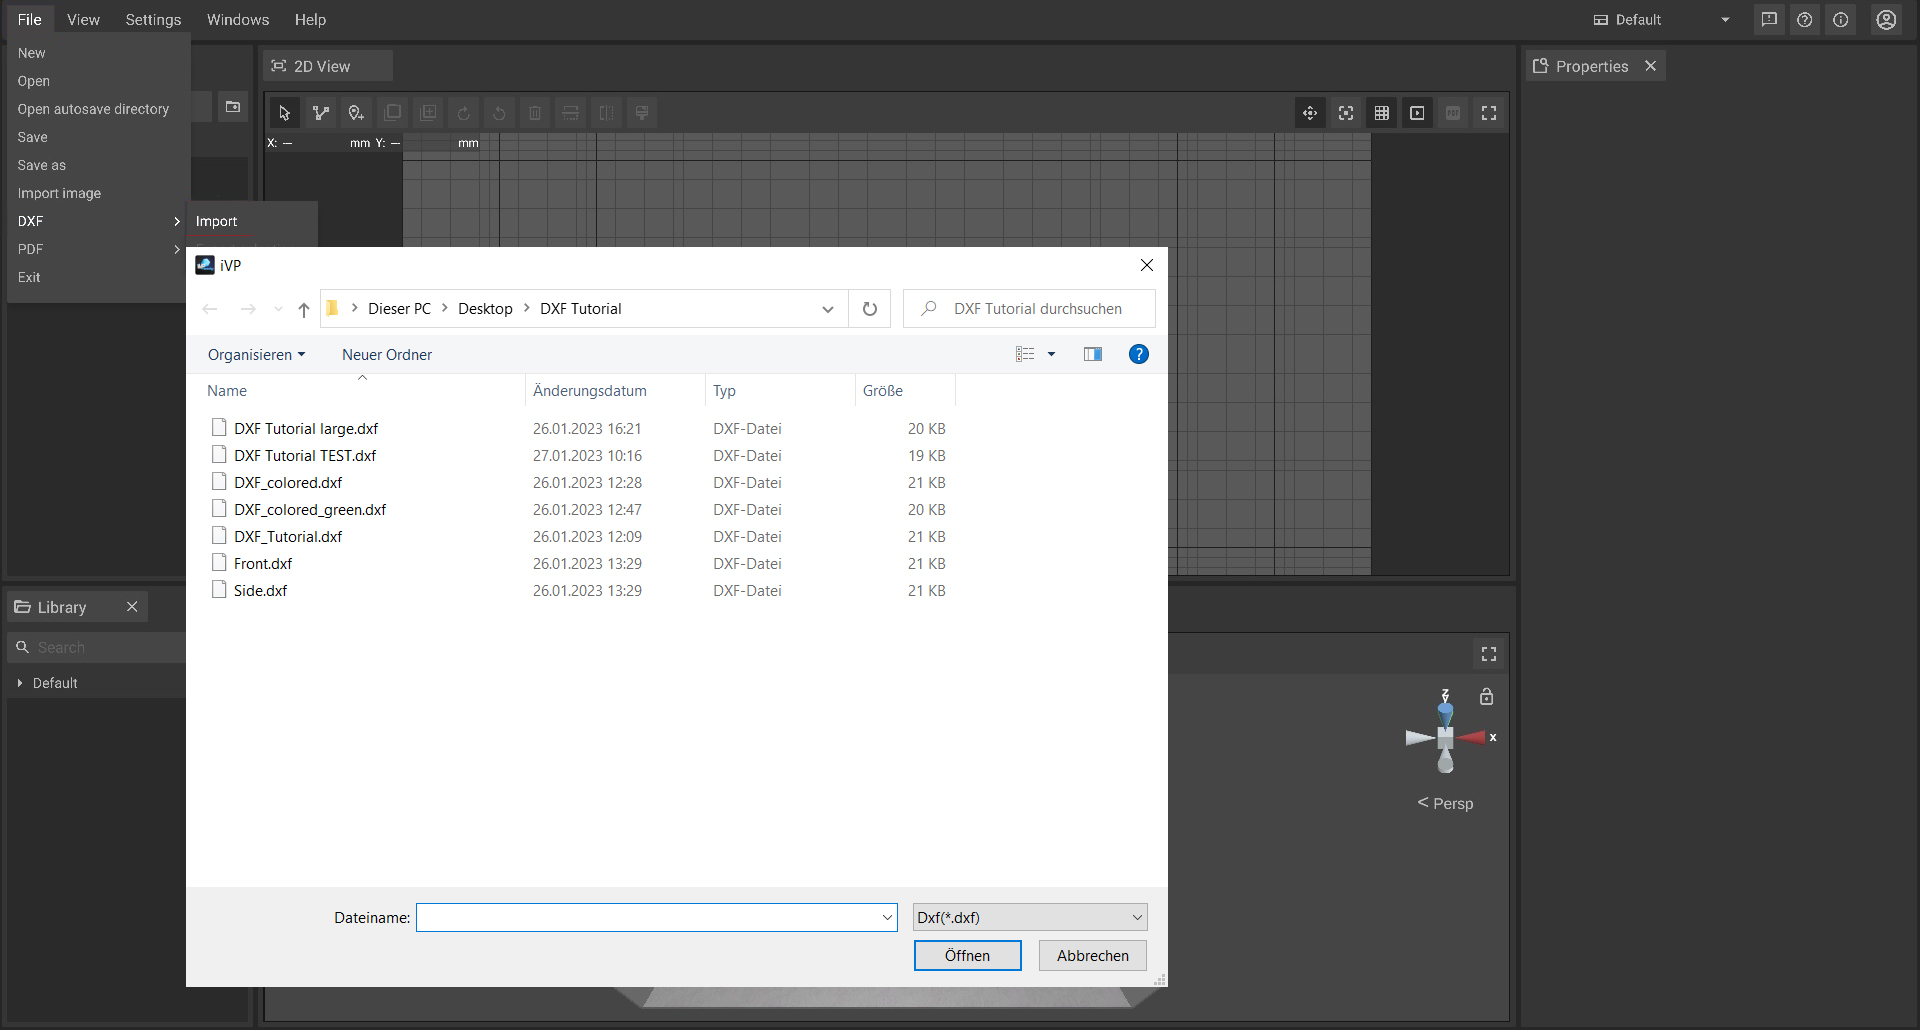 File View Settings Windows Help Default
New
Open
Open autosave directory
Save
Save as
Import image
DXF Import
PDF
Exit
2D View
X: — mm Y: — mm
Properties
iVP
Dieser PC Desktop DXF Tutorial DXF Tutorial durchsuchen
Organisieren Neuer Ordner
Name Änderungsdatum Typ Größe
DXF Tutorial large.dxf 26.01.2023 16:21 DXF-Datei 20 KB
DXF Tutorial TEST.dxf 27.01.2023 10:16 DXF-Datei 19 KB
DXF_colored.dxf 26.01.2023 12:28 DXF-Datei 21 KB
DXF_colored_green.dxf 26.01.2023 12:47 DXF-Datei 20 KB
DXF_Tutorial.dxf 26.01.2023 12:09 DXF-Datei 21 KB
Front.dxf 26.01.2023 13:29 DXF-Datei 21 KB
Side.dxf 26.01.2023 13:29 DXF-Datei 21 KB
Dateiname: Dxf(*.dxf)
Öffnen Abbrechen
Library
Search
Default
Z
Y
x
< Persp